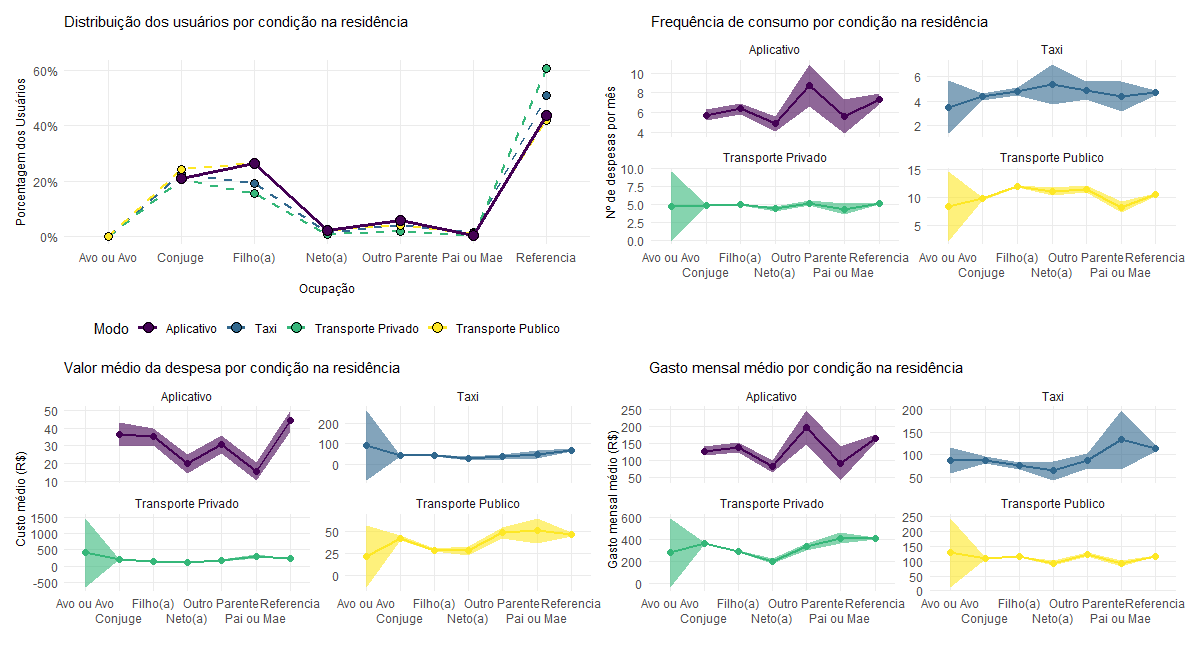 Distribuição dos usuários por condição na residência
Porcentagem dos Usuários
60%
40%
20%
0%
Avo ou Avo Conjuge Filho(a) Neto(a) Outro Parente Pai ou Mae Referencia
Ocupação
Modo Aplicativo Taxi Transporte Privado Transporte Publico
Frequência de consumo por condição na residência
Nº de despesas por mês
Aplicativo
10
8
6
4
Taxi
6
4
2
Transporte Privado
10.0
7.5
5.0
2.5
0.0
Transporte Publico
15
10
5
Avo ou Avo Filho(a) Outro Parente Referencia
Conjuge Neto(a) Pai ou Mae
Avo ou Avo Filho(a) Outro Parente Referencia
Conjuge Neto(a) Pai ou Mae
Valor médio da despesa por condição na residência
Custo médio (R$)
Aplicativo
50
40
30
20
10
Taxi
200
100
0
Transporte Privado
1500
1000
500
0
-500
Transporte Publico
50
25
0
Avo ou Avo Filho(a) Outro Parente Referencia
Conjuge Neto(a) Pai ou Mae
Avo ou Avo Filho(a) Outro Parente Referencia
Conjuge Neto(a) Pai ou Mae
Gasto mensal médio por condição na residência
Gasto mensal médio (R$)
Aplicativo
250
200
150
100
50
Taxi
200
150
100
50
Transporte Privado
600
400
200
0
Transporte Publico
250
200
150
100
50
0
Avo ou Avo Filho(a) Outro Parente Referencia
Conjuge Neto(a) Pai ou Mae
Avo ou Avo Filho(a) Outro Parente Referencia
Conjuge Neto(a) Pai ou Mae